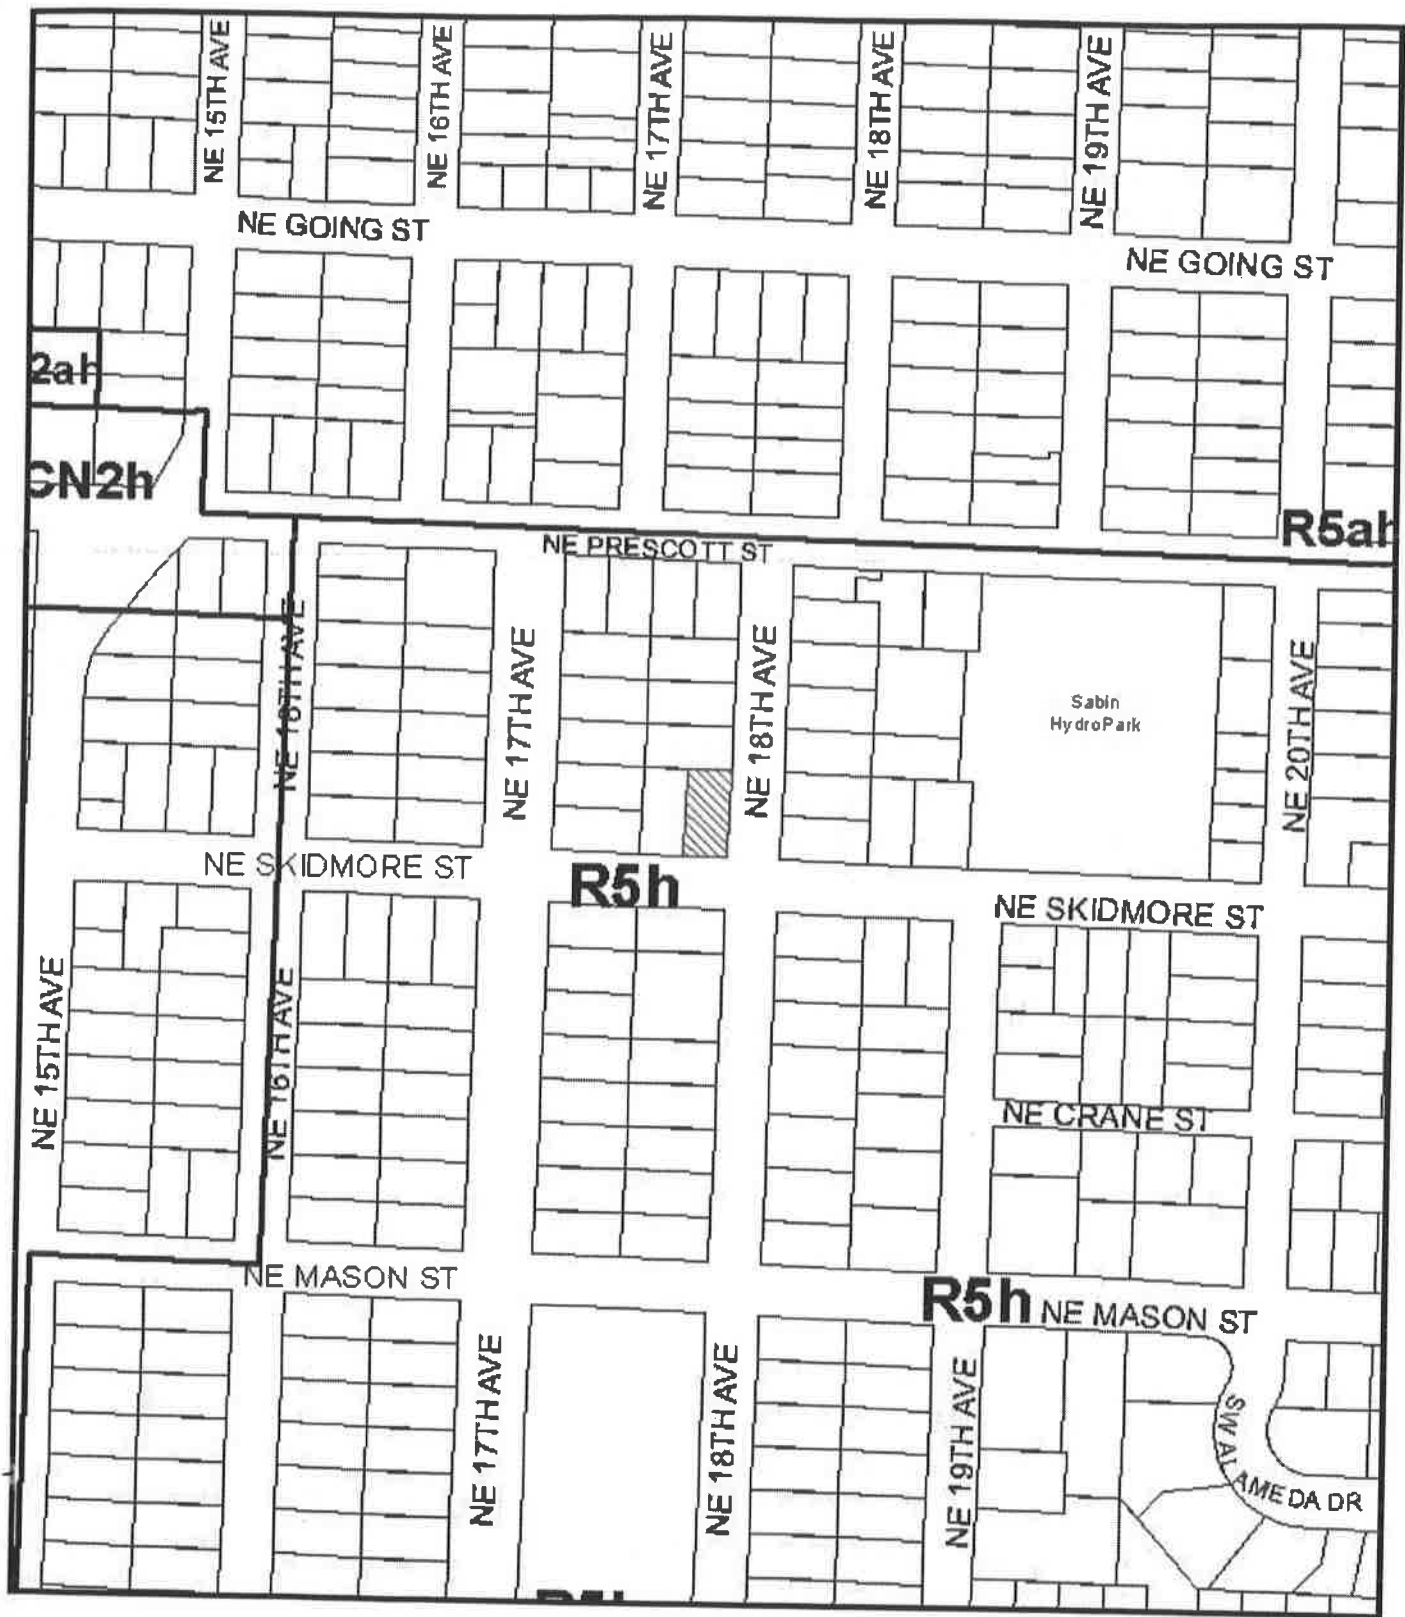 NE 15TH AVE
NE 16TH AVE
NE 17TH AVE
NE 18TH AVE
NE 19TH AVE
NE GOING ST
NE GOING ST
2ah
CN2h
R5ah
NE PRESCOTT ST
NE 16TH AVE
NE 17TH AVE
NE 18TH AVE
Sabin
HydroPark
NE 20TH AVE
NE SKIDMORE ST
R5h
NE SKIDMORE ST
NE 15TH AVE
NE 16TH AVE
NE CRANE ST
NE MASON ST
R5h
NE MASON ST
NE 17TH AVE
NE 18TH AVE
NE 19TH AVE
SW ALAMEDA DR